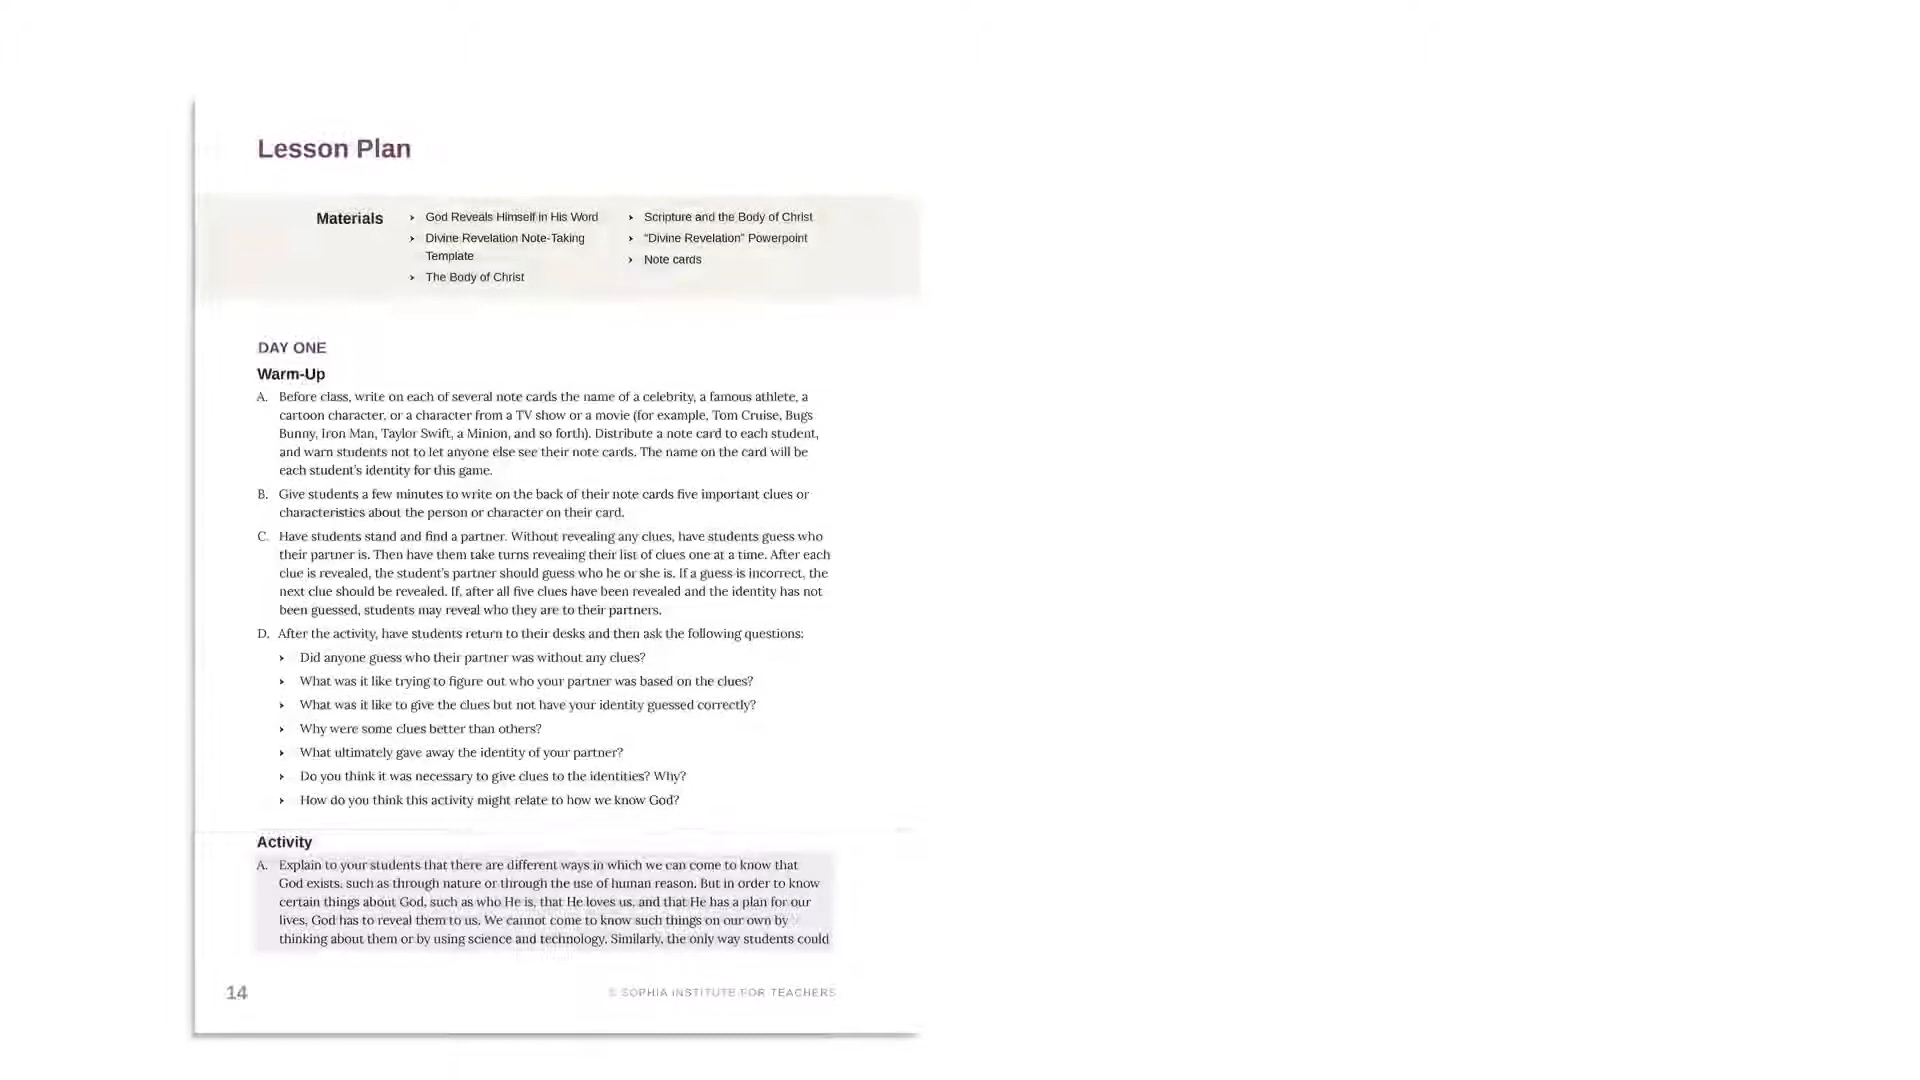 Lesson Plan
Materials
› God Reveals Himself in His Word
› Divine Revelation Note-Taking
Template
› The Body of Christ
› Scripture and the Body of Christ
› “Divine Revelation” Powerpoint
› Note cards
DAY ONE
Warm-Up
A. Before class, write on each of several note cards the name of a celebrity, a famous athlete, a
cartoon character, or a character from a TV show or a movie (for example, Tom Cruise, Bugs
Bunny, Iron Man, Taylor Swift, a Minion, and so forth). Distribute a note card to each student,
and warn students not to let anyone else see their note cards. The name on the card will be
each student’s identity for this game.
B. Give students a few minutes to write on the back of their note cards five important clues or
characteristics about the person or character on their card.
C. Have students stand and find a partner. Without revealing any clues, have students guess who
their partner is. Then have them take turns revealing their list of clues one at a time. After each
clue is revealed, the student’s partner should guess who he or she is. If a guess is incorrect, the
next clue should be revealed. If, after all five clues have been revealed and the identity has not
been guessed, students may reveal who they are to their partners.
D. After the activity, have students return to their desks and then ask the following questions:
› Did anyone guess who their partner was without any clues?
› What was it like trying to figure out who your partner was based on the clues?
› What was it like to give the clues but not have your identity guessed correctly?
› Why were some clues better than others?
› What ultimately gave away the identity of your partner?
› Do you think it was necessary to give clues to the identities? Why?
› How do you think this activity might relate to how we know God?
Activity
A. Explain to your students that there are different ways in which we can come to know that
God exists, such as through nature or through the use of human reason. But in order to know
certain things about God, such as who He is, that He loves us, and that He has a plan for our
lives, God has to reveal them to us. We cannot come to know such things on our own by
thinking about them or by using science and technology. Similarly, the only way students could
14
© SOPHIA INSTITUTE FOR TEACHERS